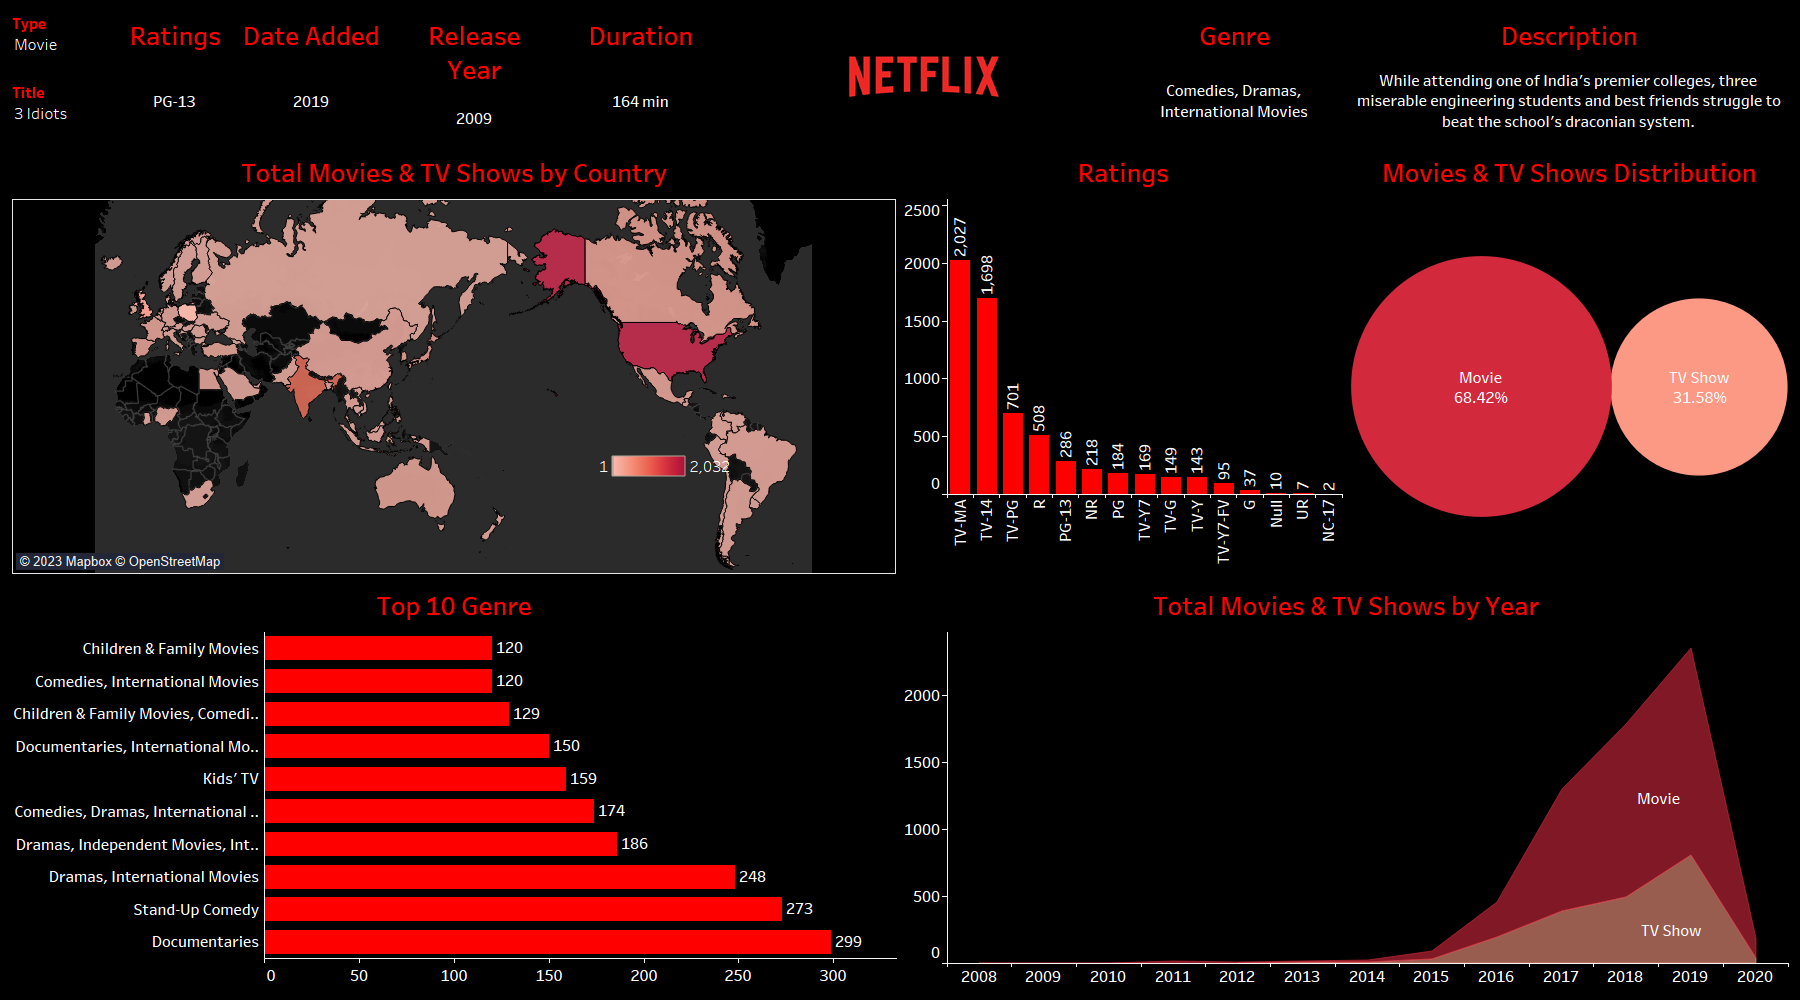 Type
Movie
Title
3 Idiots
Ratings
PG-13
Date Added
2019
Release
Year
2009
Duration
164 min
NETFLIX
Genre
Comedies, Dramas,
International Movies
Description
While attending one of India's premier colleges, three
miserable engineering students and best friends struggle to
beat the school's draconian system.
Total Movies & TV Shows by Country
1
2,032
© 2023 Mapbox © OpenStreetMap
Ratings
2500
2000
1500
1000
500
0
2,027
1,698
701
508
286
218
184
169
149
143
95
37
10
7
2
TV-MA
TV-14
TV-PG
R
PG-13
NR
PG
TV-Y7
TV-G
TV-Y
TV-Y7-FV
G
Null
UR
NC-17
Movies & TV Shows Distribution
Movie
68.42%
TV Show
31.58%
Top 10 Genre
Children & Family Movies 120
Comedies, International Movies 120
Children & Family Movies, Comedi.. 129
Documentaries, International Mo.. 150
Kids' TV 159
Comedies, Dramas, International .. 174
Dramas, Independent Movies, Int.. 186
Dramas, International Movies 248
Stand-Up Comedy 273
Documentaries 299
0 50 100 150 200 250 300
Total Movies & TV Shows by Year
2000
1500
1000
500
0
Movie
TV Show
2008 2009 2010 2011 2012 2013 2014 2015 2016 2017 2018 2019 2020